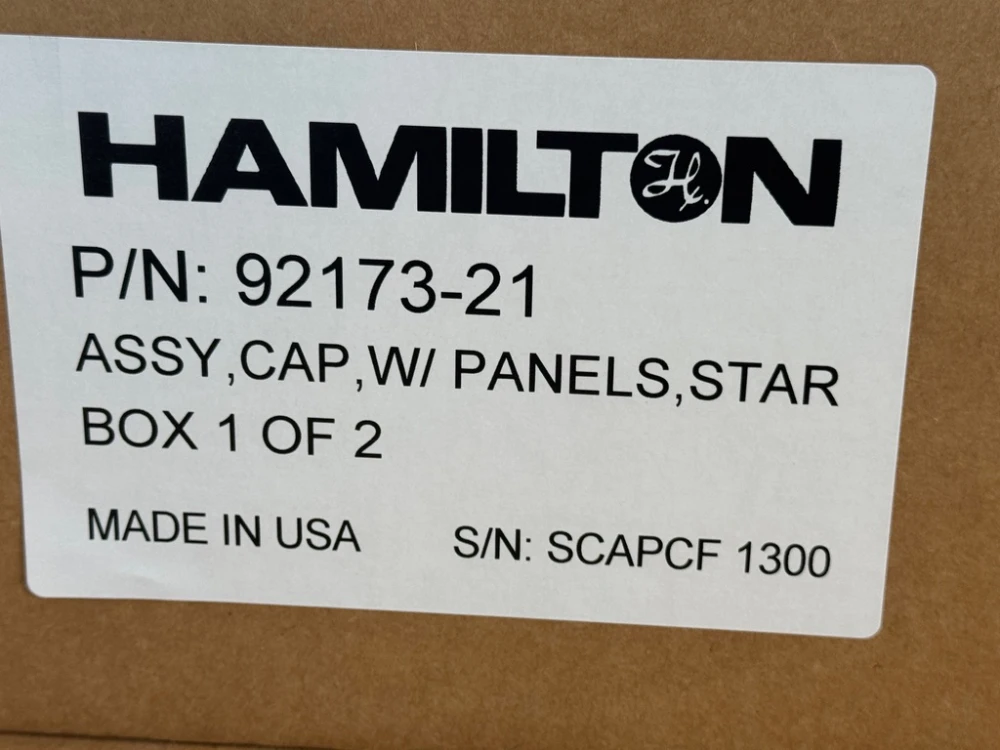 HAMILTON
P/N: 92173-21
ASSY,CAP,W/ PANELS,STAR
BOX 1 OF 2
MADE IN USA S/N: SCAPCF 1300